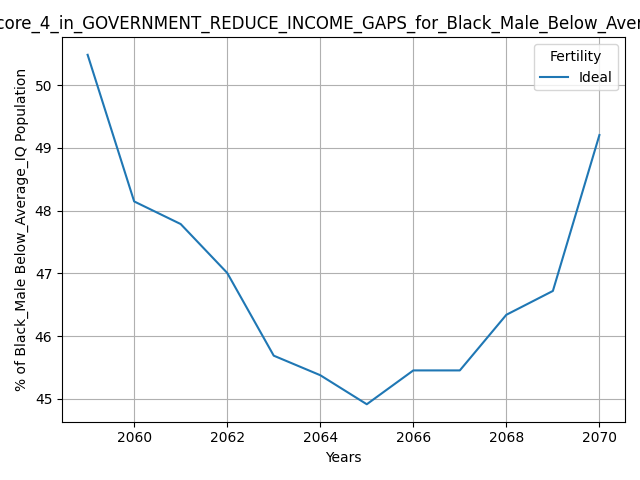 core_4_in_GOVERNMENT_REDUCE_INCOME_GAPS_for_Black_Male_Below_Aver
Fertility
Ideal
% of Black_Male Below_Average_IQ Population
50
49
48
47
46
45
2060 2062 2064 2066 2068 2070
Years